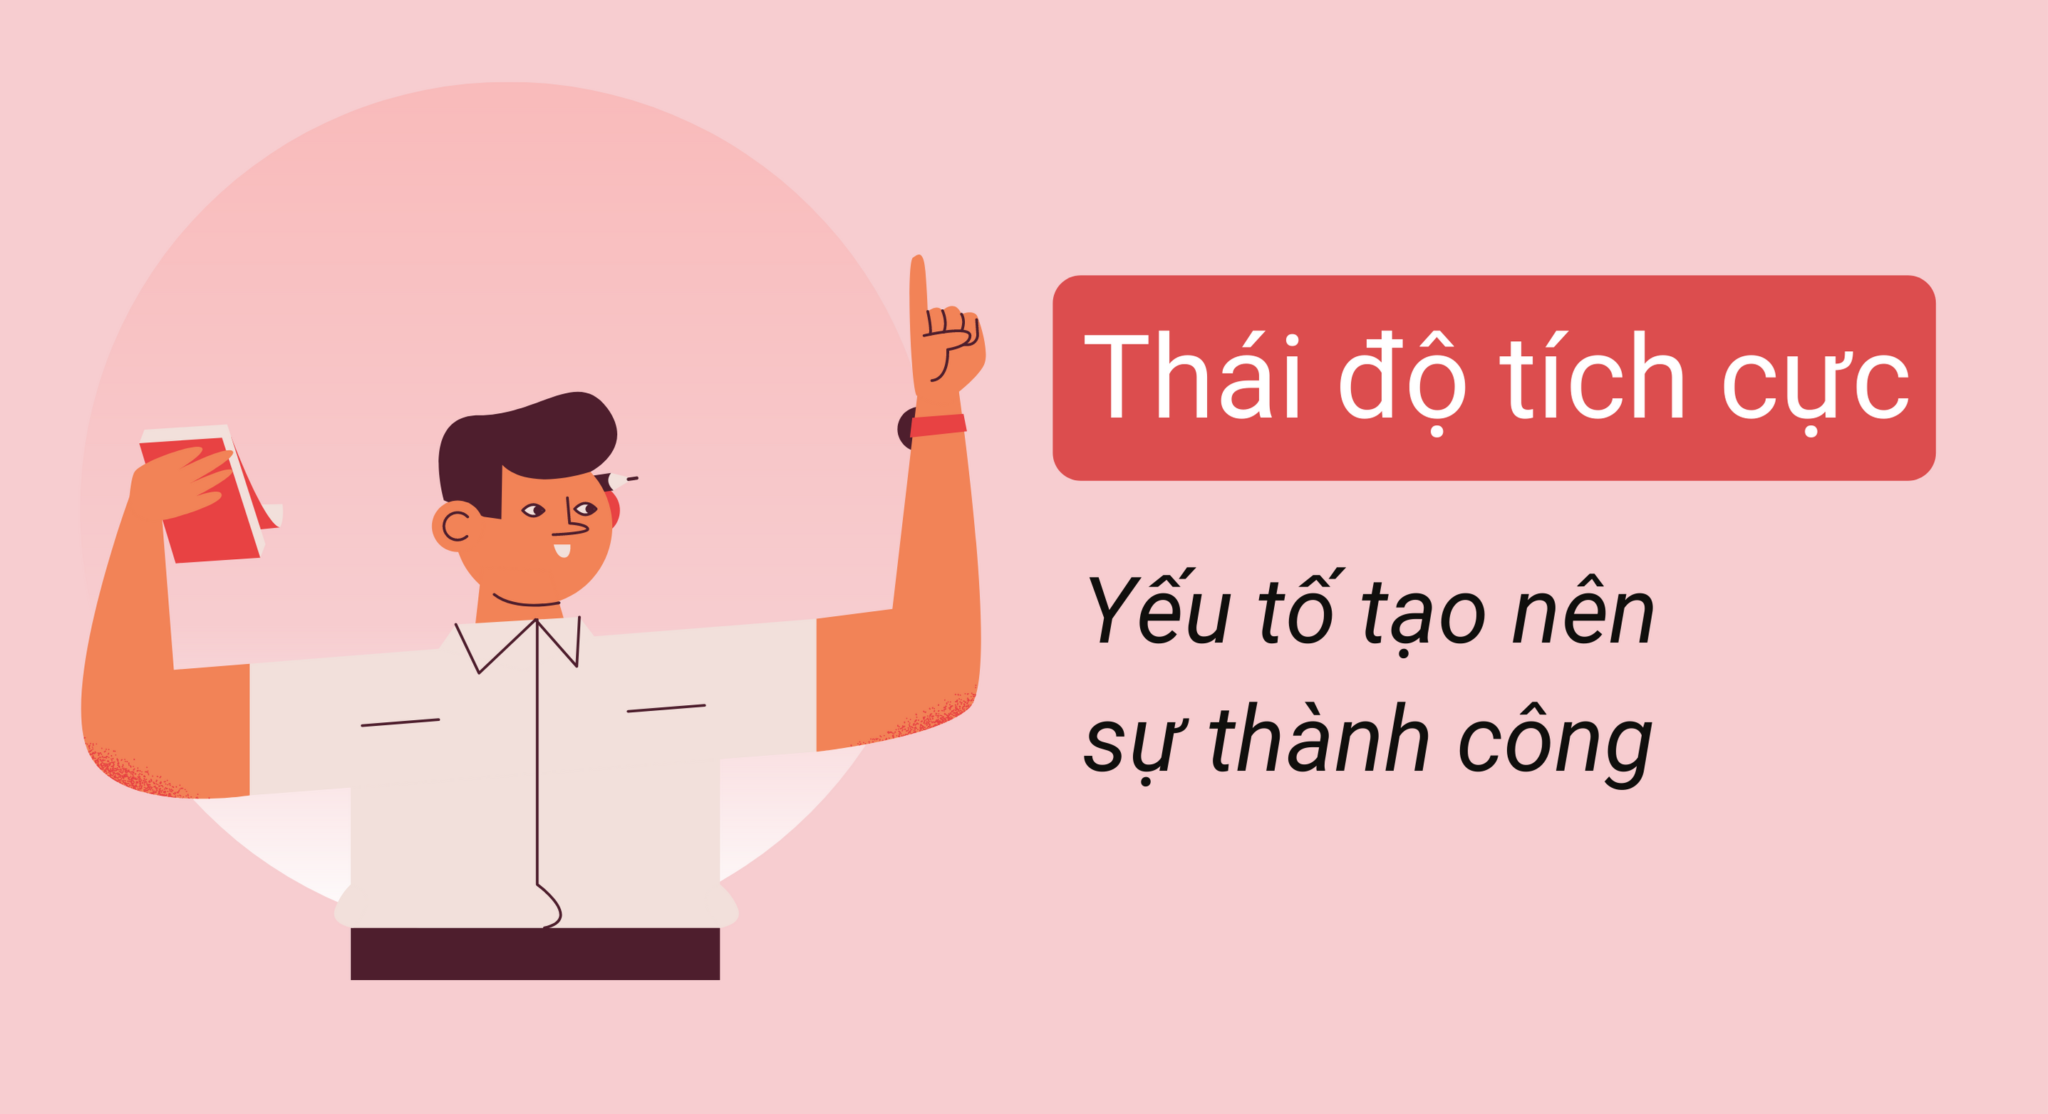 Thái độ tích cực
Yếu tố tạo nên
sự thành công